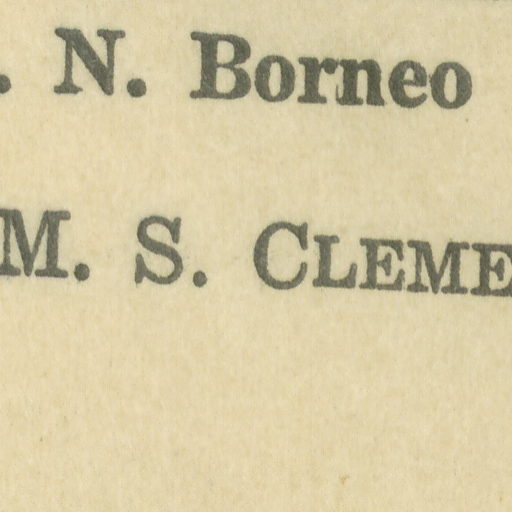 . N. Borneo
M. S. CLEME